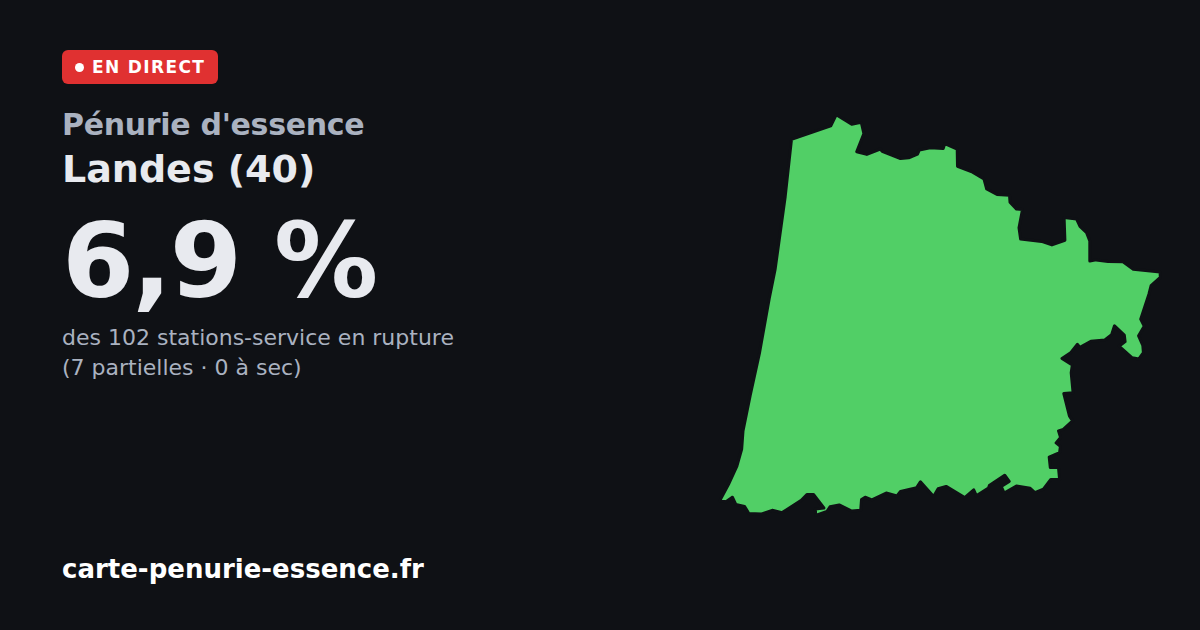 EN DIRECT
Pénurie d'essence
Landes (40)
6,9 %
des 102 stations-service en rupture
(7 partielles · 0 à sec)
carte-penurie-essence.fr